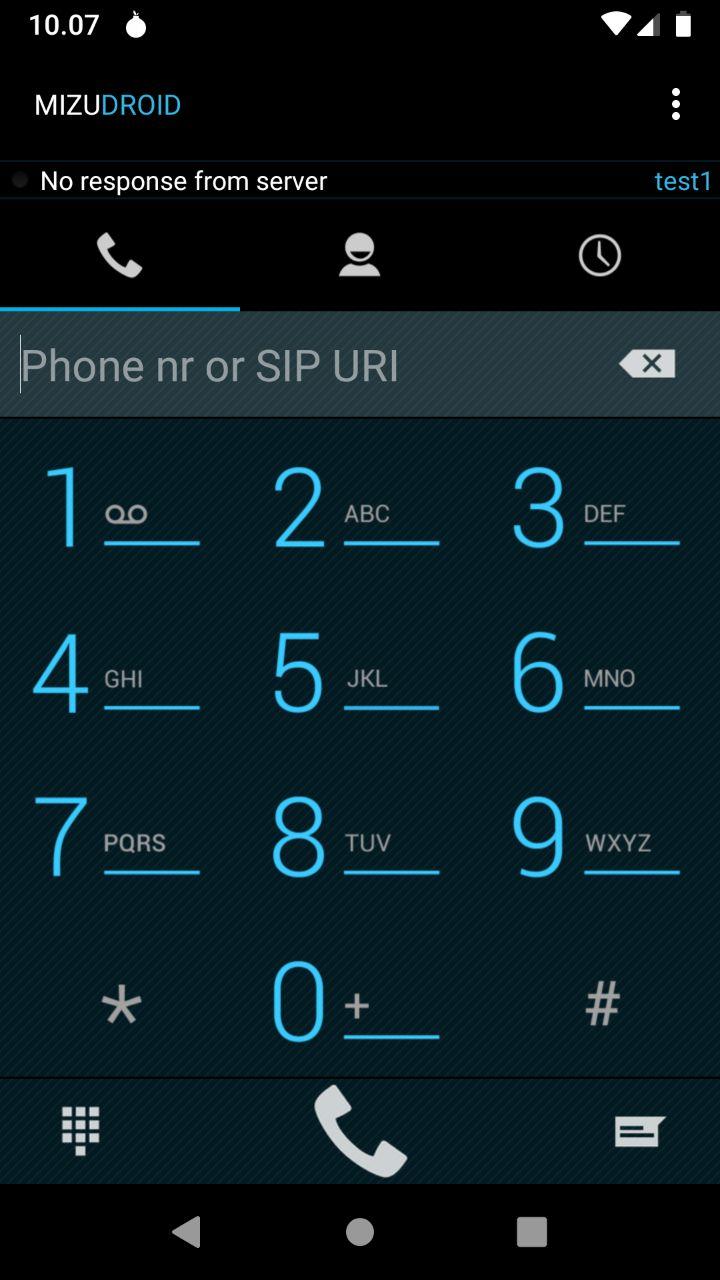 10.07
MIZUDROID
No response from server test1
Phone nr or SIP URI
1 2 ABC 3 DEF
4 GHI 5 JKL 6 MNO
7 PQRS 8 TUV 9 WXYZ
* 0 + #